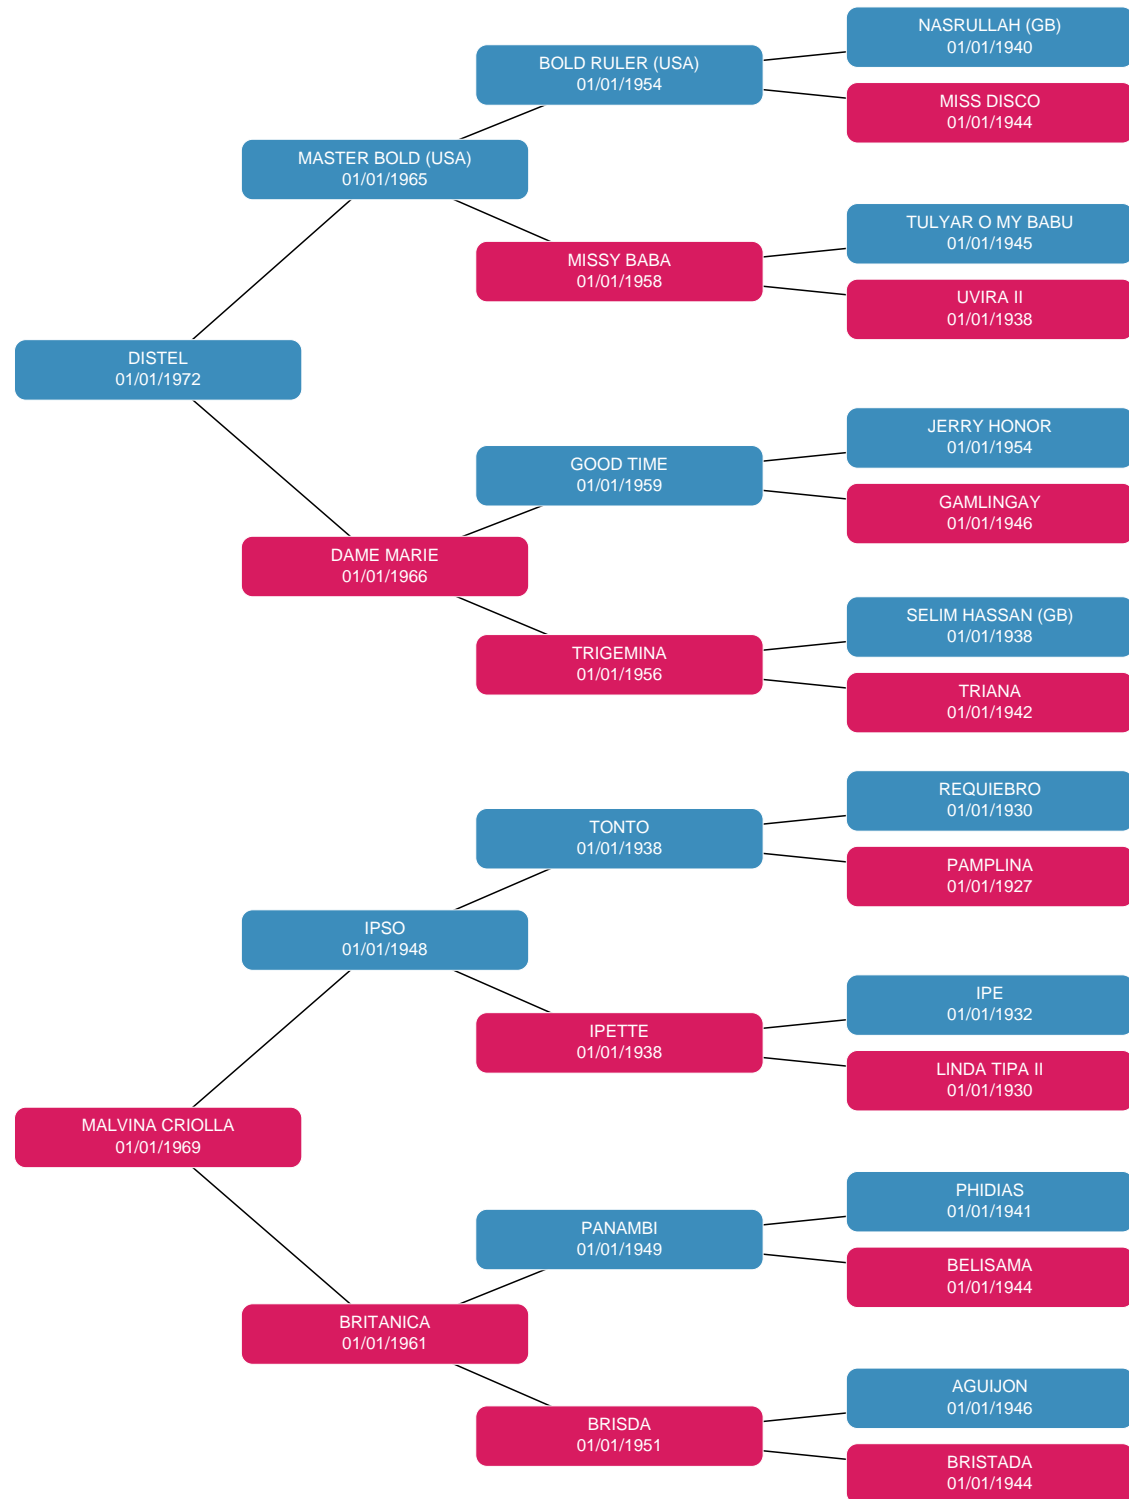 NASRULLAH (GB)
01/01/1940
BOLD RULER (USA)
01/01/1954
MISS DISCO
01/01/1944
MASTER BOLD (USA)
01/01/1965
TULYAR O MY BABU
01/01/1945
MISSY BABA
01/01/1958
UVIRA II
01/01/1938
DISTEL
01/01/1972
JERRY HONOR
01/01/1954
GOOD TIME
01/01/1959
GAMLINGAY
01/01/1946
DAME MARIE
01/01/1966
SELIM HASSAN (GB)
01/01/1938
TRIGEMINA
01/01/1956
TRIANA
01/01/1942
REQUIEBRO
01/01/1930
TONTO
01/01/1938
PAMPLINA
01/01/1927
IPSO
01/01/1948
IPE
01/01/1932
IPETTE
01/01/1938
LINDA TIPA II
01/01/1930
MALVINA CRIOLLA
01/01/1969
PHIDIAS
01/01/1941
PANAMBI
01/01/1949
BELISAMA
01/01/1944
BRITANICA
01/01/1961
AGUIJON
01/01/1946
BRISDA
01/01/1951
BRISTADA
01/01/1944